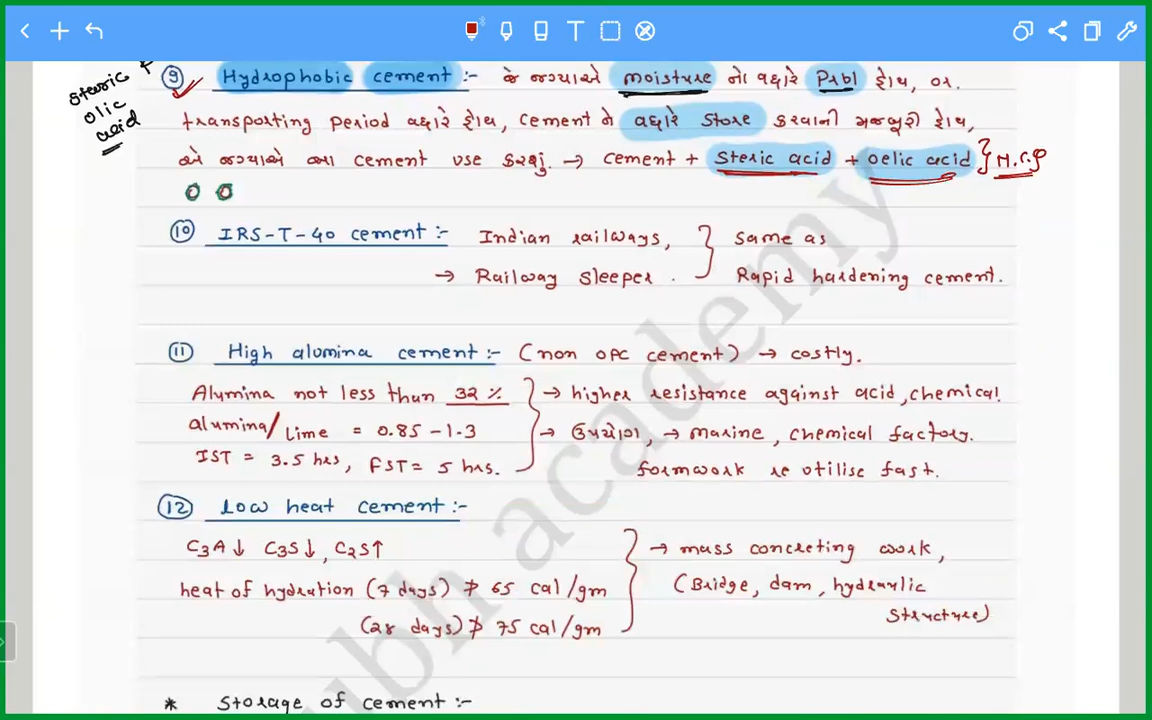 steric &
olic
acid
⑨ Hydrophobic cement :- જે જગ્યાએ moisture નો વધારે Prbl હોય, or.
transporting period વધારે હોય, cement ને વધારે store કરવાની મજબૂરી હોય,
એ જગ્યાએ આ cement use કરવું → cement + Steric acid + oelic acid } M.ઈ.
⑩ IRS-T-40 cement :- Indian railways, } Same as
→ Railway Sleeper. Rapid hardening cement.
⑪ High alumina cement :- (non OPC cement) → costly.
Alumina not less than 32 % } → higher resistance against acid, chemical
alumina/lime = 0.85 - 1.3 → ઉપયોગ, → marine, chemical factory.
IST = 3.5 hrs, FST = 5 hrs. formwork re utilise fast.
⑫ Low heat cement :-
C3A↓ C3S↓, C2S↑ } → mass concreting work,
heat of hydration (7 days) ≯ 65 cal/gm (Bridge, dam, hydraulic
(28 days) ≯ 75 cal/gm Structure)
* Storage of cement :-
ubh academy